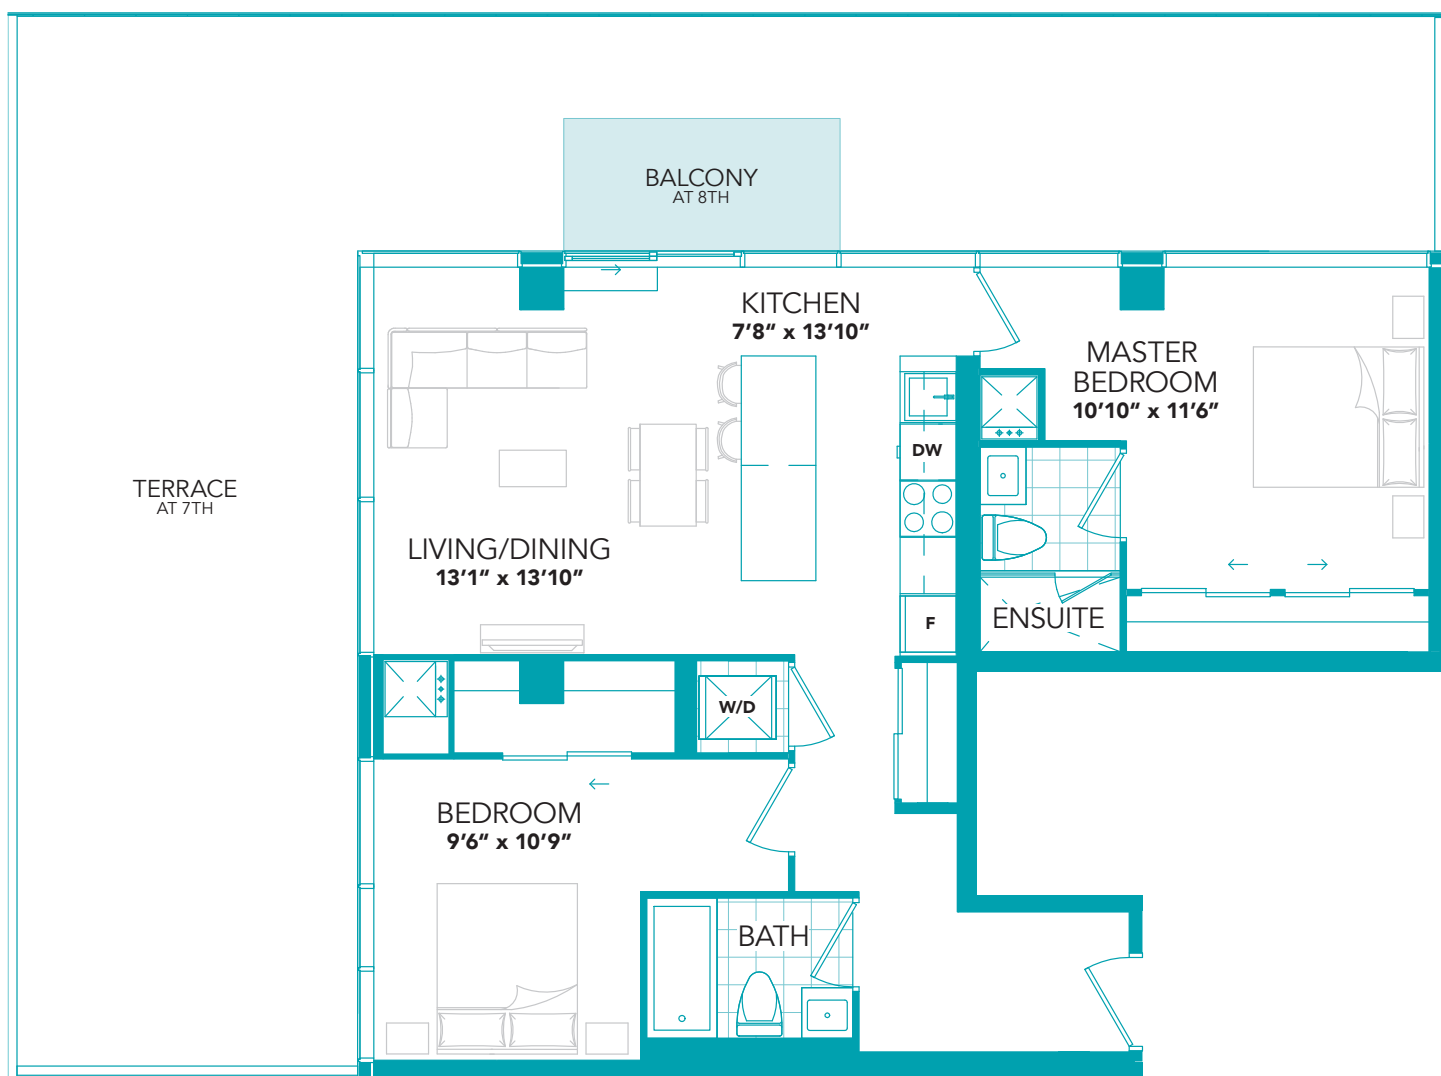 BALCONY
AT 8TH
KITCHEN
7’8” x 13’10”
MASTER
BEDROOM
10’10” x 11’6”
DW
TERRACE
AT 7TH
LIVING/DINING
13’1” x 13’10”
ENSUITE
F
W/D
BEDROOM
9’6” x 10’9”
BATH